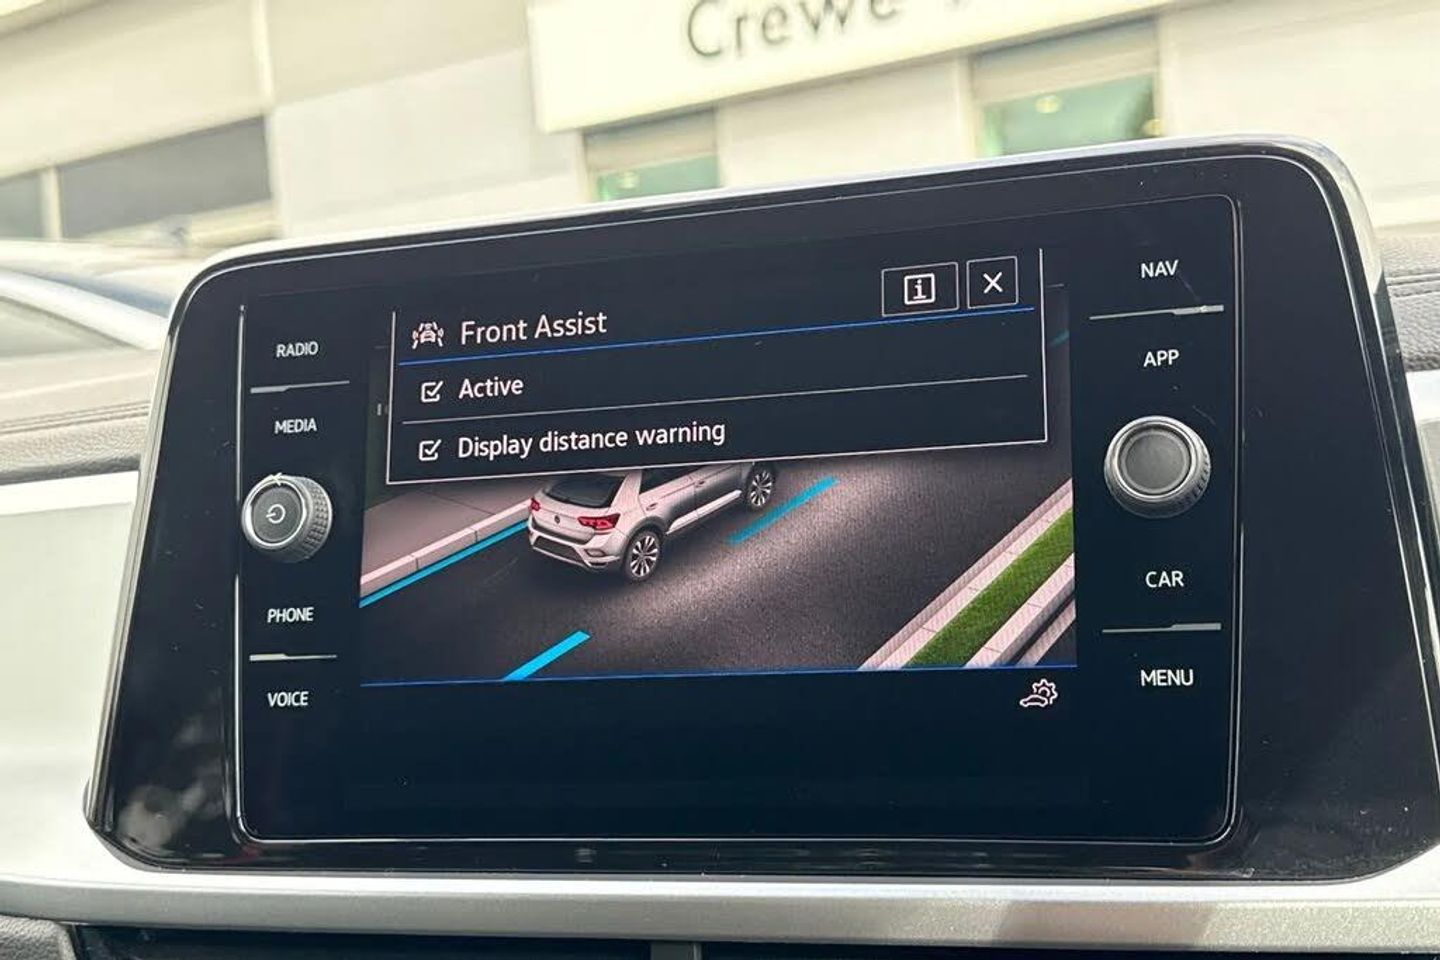 Crewe
Front Assist
Active
Display distance warning
RADIO
MEDIA
PHONE
VOICE
NAV
APP
CAR
MENU